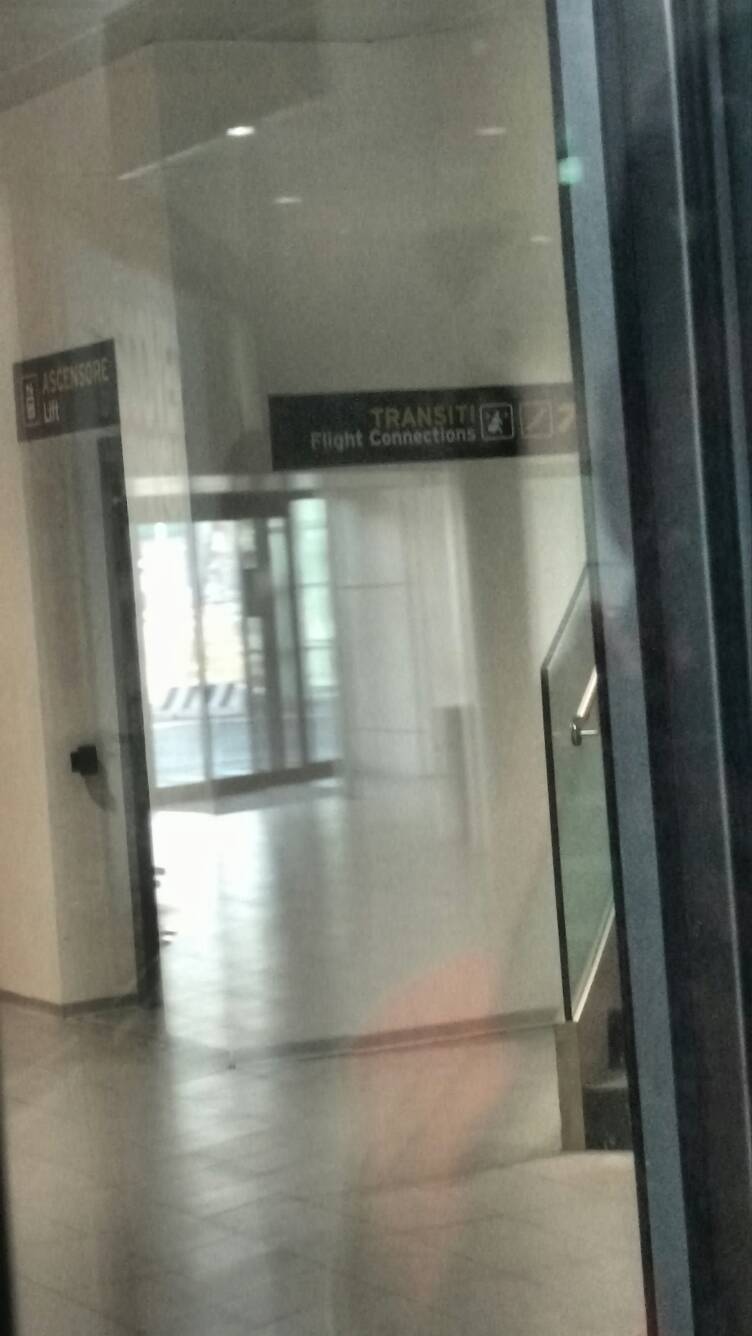 ASCENSORE
Lift
TRANSITI
Flight Connections